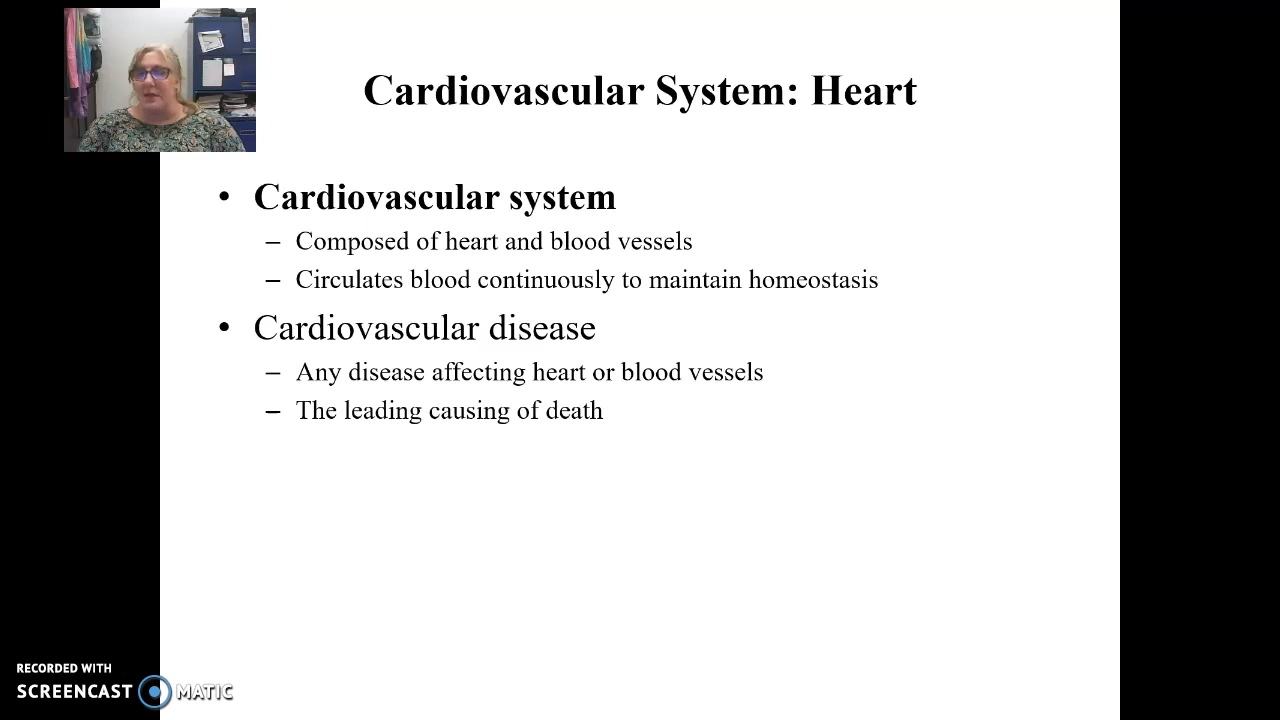 Cardiovascular System: Heart
• Cardiovascular system
– Composed of heart and blood vessels
– Circulates blood continuously to maintain homeostasis
• Cardiovascular disease
– Any disease affecting heart or blood vessels
– The leading causing of death
RECORDED WITH
SCREENCAST MATIC